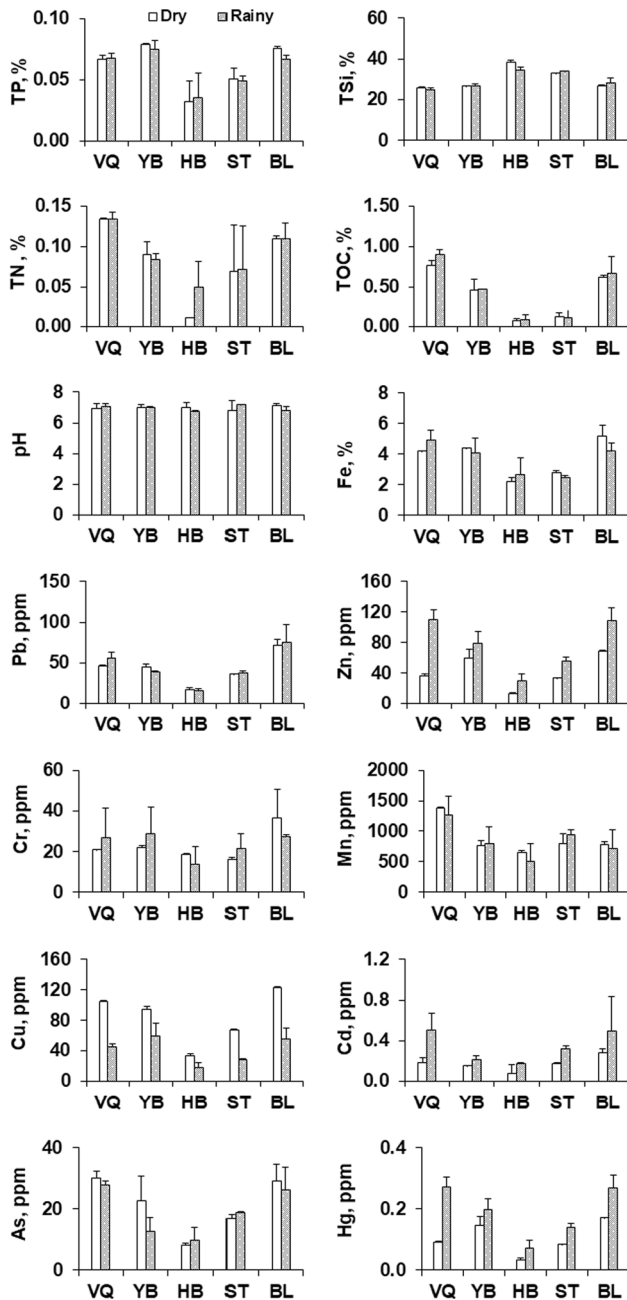 Dry Rainy
TP, %
0.10
0.05
0.00
VQ YB HB ST BL
TSi, %
60
40
20
0
VQ YB HB ST BL
TN, %
0.15
0.10
0.05
0.00
VQ YB HB ST BL
TOC, %
1.50
1.00
0.50
0.00
VQ YB HB ST BL
pH
8
6
4
2
0
VQ YB HB ST BL
Fe, %
8
6
4
2
0
VQ YB HB ST BL
Pb, ppm
150
100
50
0
VQ YB HB ST BL
Zn, ppm
160
120
80
40
0
VQ YB HB ST BL
Cr, ppm
60
40
20
0
VQ YB HB ST BL
Mn, ppm
2000
1500
1000
500
0
VQ YB HB ST BL
Cu, ppm
160
120
80
40
0
VQ YB HB ST BL
Cd, ppm
1.2
0.8
0.4
0.0
VQ YB HB ST BL
As, ppm
40
20
0
VQ YB HB ST BL
Hg, ppm
0.4
0.2
0.0
VQ YB HB ST BL